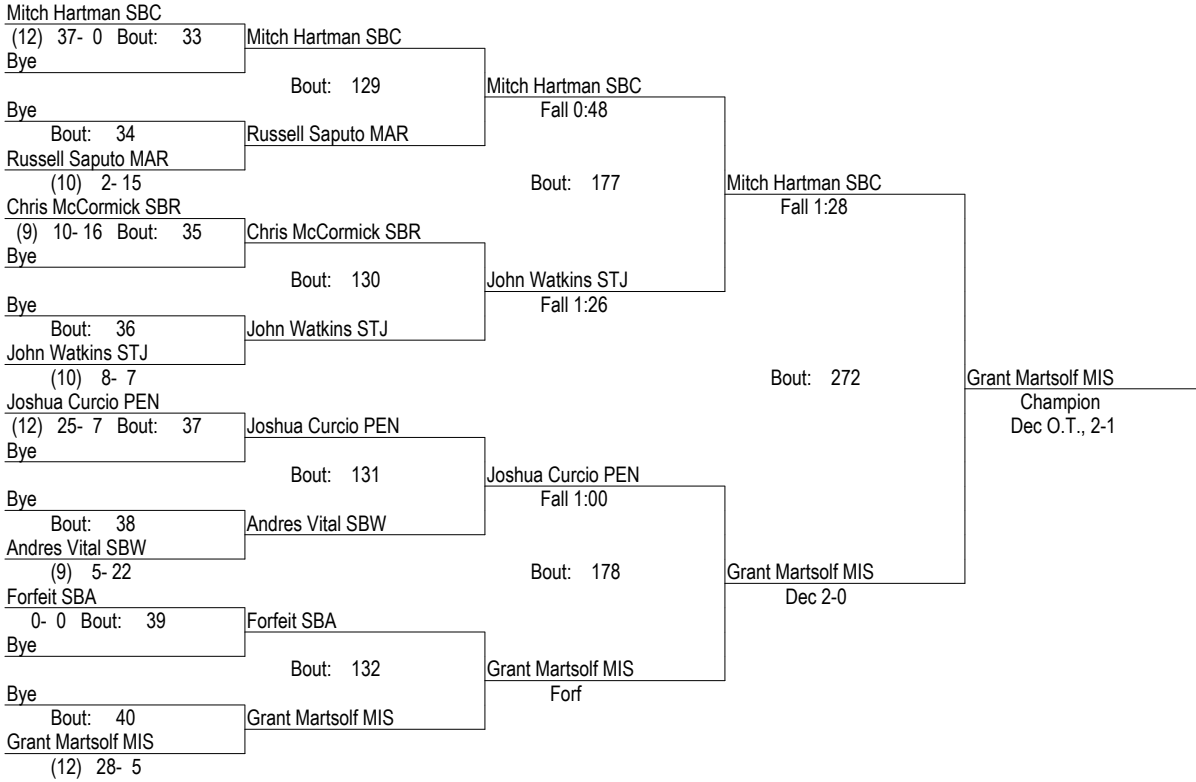 Mitch Hartman SBC
(12) 37- 0 Bout: 33
Mitch Hartman SBC
Bye
Bout: 129
Mitch Hartman SBC
Bye
Fall 0:48
Bout: 34
Russell Saputo MAR
Russell Saputo MAR
(10) 2- 15
Bout: 177
Mitch Hartman SBC
Chris McCormick SBR
Fall 1:28
(9) 10- 16 Bout: 35
Chris McCormick SBR
Bye
Bout: 130
John Watkins STJ
Bye
Fall 1:26
Bout: 36
John Watkins STJ
John Watkins STJ
(10) 8- 7
Bout: 272
Grant Martsolf MIS
Joshua Curcio PEN
Champion
(12) 25- 7 Bout: 37
Joshua Curcio PEN
Dec O.T., 2-1
Bye
Bout: 131
Joshua Curcio PEN
Bye
Fall 1:00
Bout: 38
Andres Vital SBW
Andres Vital SBW
(9) 5- 22
Bout: 178
Grant Martsolf MIS
Forfeit SBA
Dec 2-0
0- 0 Bout: 39
Forfeit SBA
Bye
Bout: 132
Grant Martsolf MIS
Bye
Forf
Bout: 40
Grant Martsolf MIS
Grant Martsolf MIS
(12) 28- 5